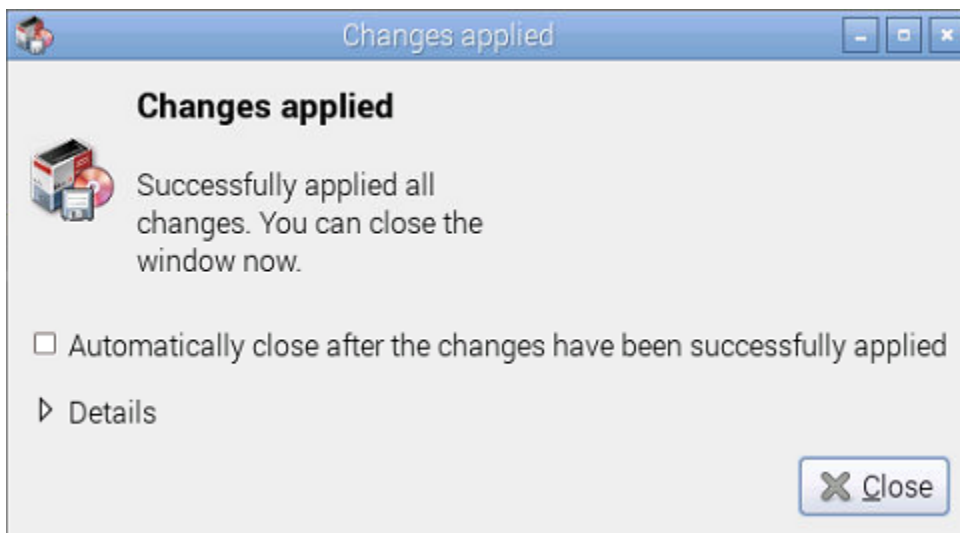 Changes applied
Changes applied
Successfully applied all
changes. You can close the
window now.
Automatically close after the changes have been successfully applied
Details
Close